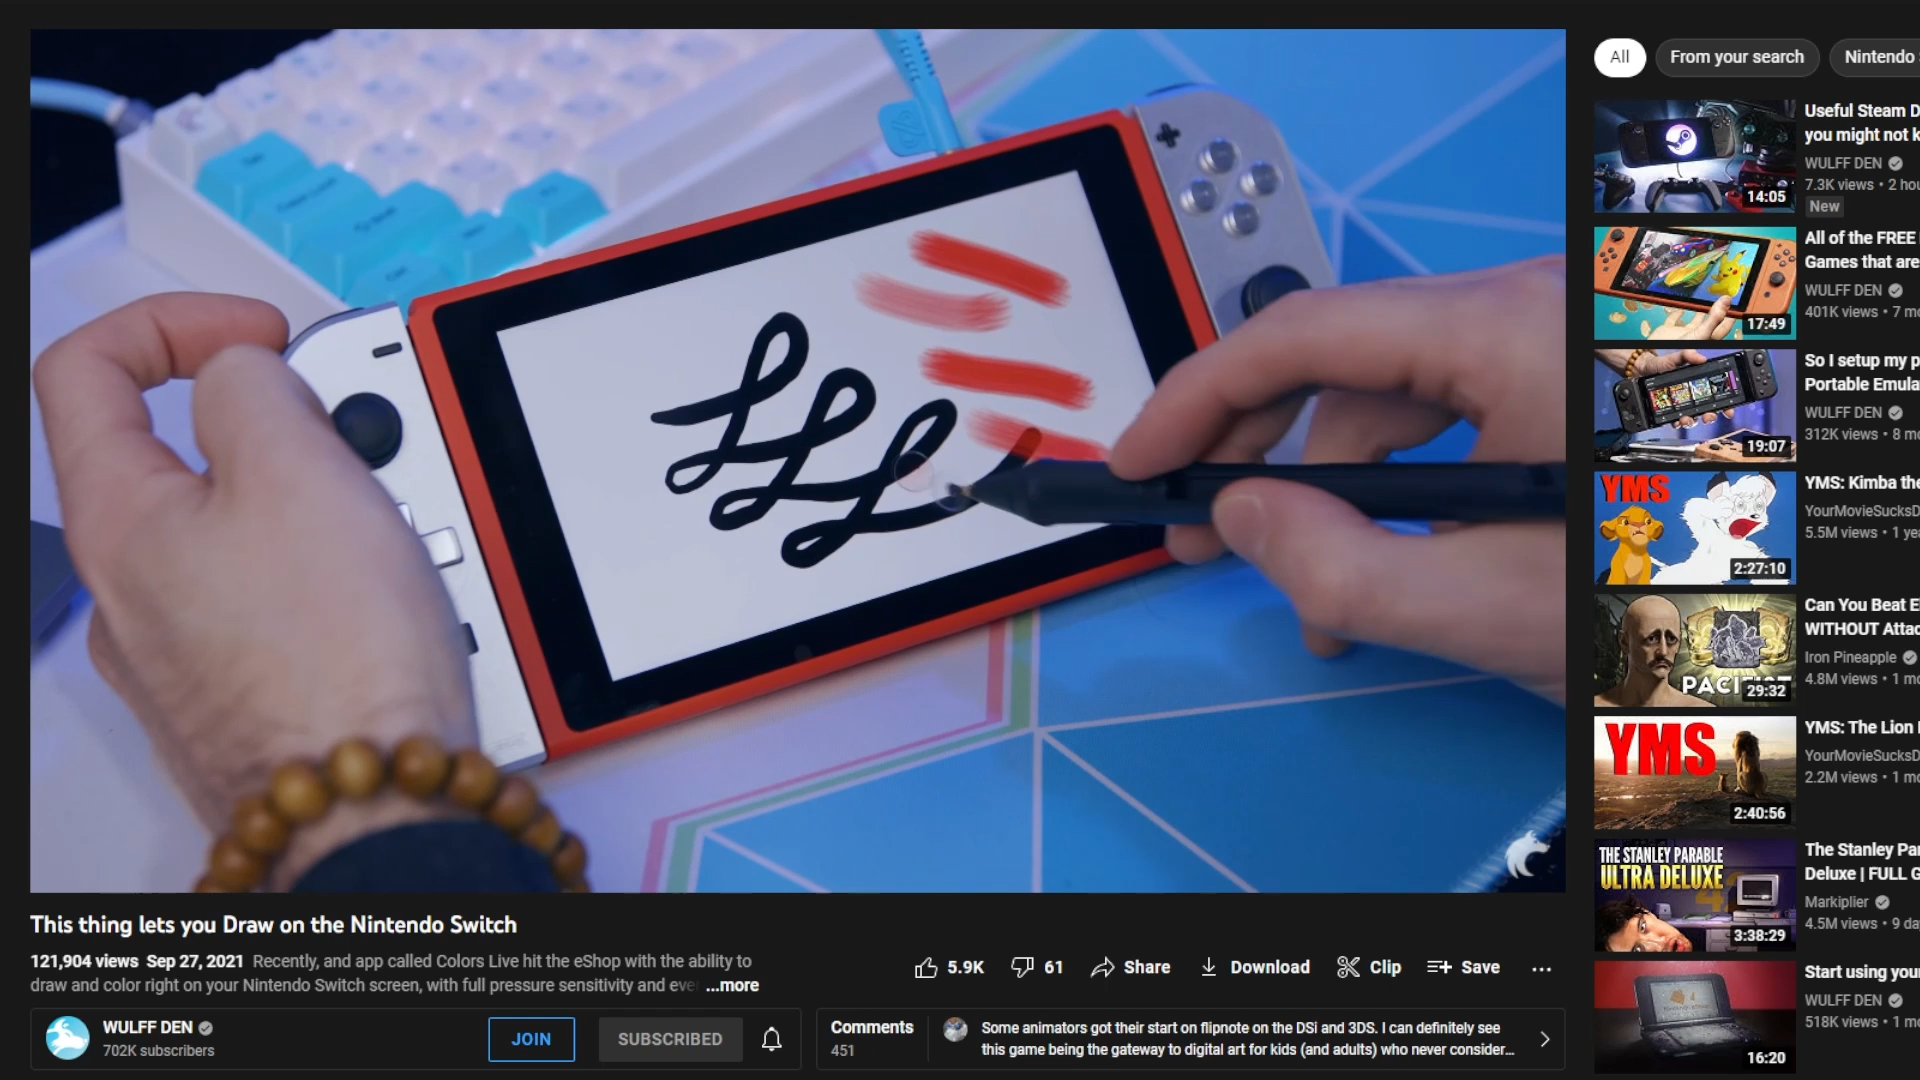 All
From your search
Nintendo
Useful Steam D
you might not k
WULFF DEN
7.3K views • 2 hou
New
14:05
All of the FREE
Games that are
WULFF DEN
401K views • 7 mo
17:49
So I setup my p
Portable Emula
WULFF DEN
312K views • 8 mo
19:07
YMS
YMS: Kimba the
YourMovieSucksD
5.5M views • 1 yea
2:27:10
Can You Beat E
WITHOUT Attac
Iron Pineapple
4.8M views • 1 mo
PACIFIST
29:32
YMS
YMS: The Lion
YourMovieSucksD
2.2M views • 1 mo
2:40:56
THE STANLEY PARABLE
ULTRA DELUXE
The Stanley Par
Deluxe | FULL G
Markiplier
4.5M views • 9 da
3:38:29
Start using your
WULFF DEN
518K views • 1 mo
16:20
This thing lets you Draw on the Nintendo Switch
121,904 views Sep 27, 2021 Recently, and app called Colors Live hit the eShop with the ability to
draw and color right on your Nintendo Switch screen, with full pressure sensitivity and eve ...more
5.9K
61
Share
Download
Clip
Save
WULFF DEN
702K subscribers
JOIN
SUBSCRIBED
Comments
451
Some animators got their start on flipnote on the DSi and 3DS. I can definitely see
this game being the gateway to digital art for kids (and adults) who never consider...